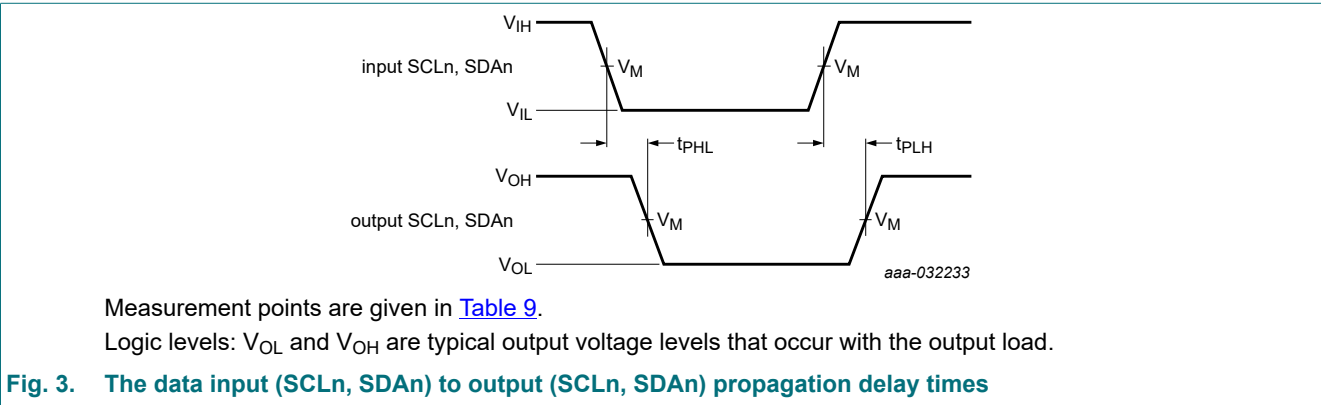 VIH
input SCLn, SDAn
VM
VM
VIL
tPHL
tPLH
VOH
output SCLn, SDAn
VM
VM
VOL
aaa-032233
Measurement points are given in Table 9.
Logic levels: VOL and VOH are typical output voltage levels that occur with the output load.
Fig. 3. The data input (SCLn, SDAn) to output (SCLn, SDAn) propagation delay times